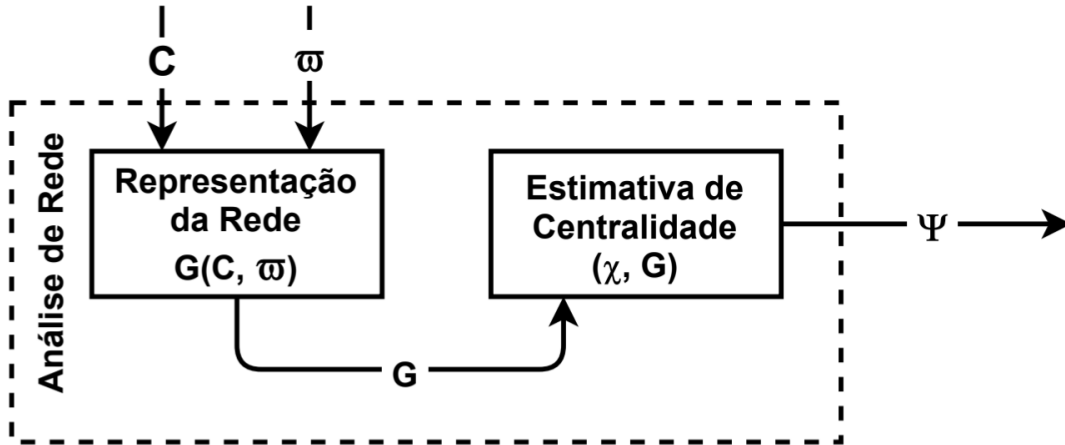 C
ϖ
Análise de Rede
Representação
da Rede
G(C, ϖ)
Estimativa de
Centralidade
(χ, G)
Ψ
G